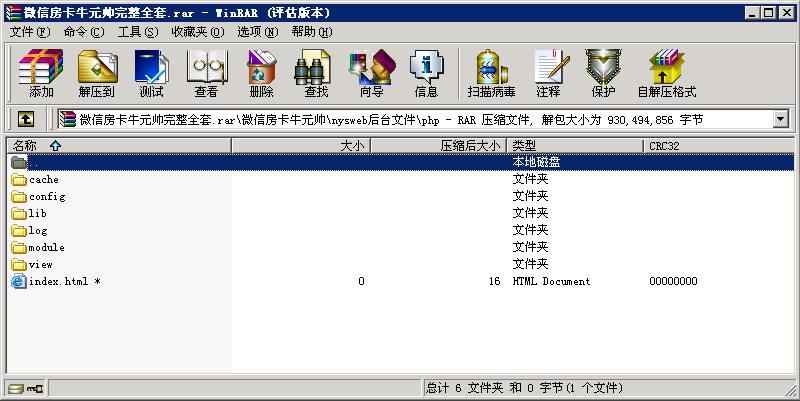 微信房卡牛元帅完整全套.rar - WinRAR (评估版本)
文件(F) 命令(C) 工具(S) 收藏夹(O) 选项(N) 帮助(H)
添加 解压到 测试 查看 删除 查找 向导 信息 扫描病毒 注释 保护 自解压格式
微信房卡牛元帅完整全套.rar\微信房卡牛元帅\nysweb后台文件\php - RAR 压缩文件, 解包大小为 930,494,856 字节
名称 大小 压缩后大小 类型 CRC32
.. 本地磁盘
cache 文件夹
config 文件夹
lib 文件夹
log 文件夹
module 文件夹
view 文件夹
index.html * 0 16 HTML Document 00000000
总计 6 文件夹 和 0 字节(1 个文件)